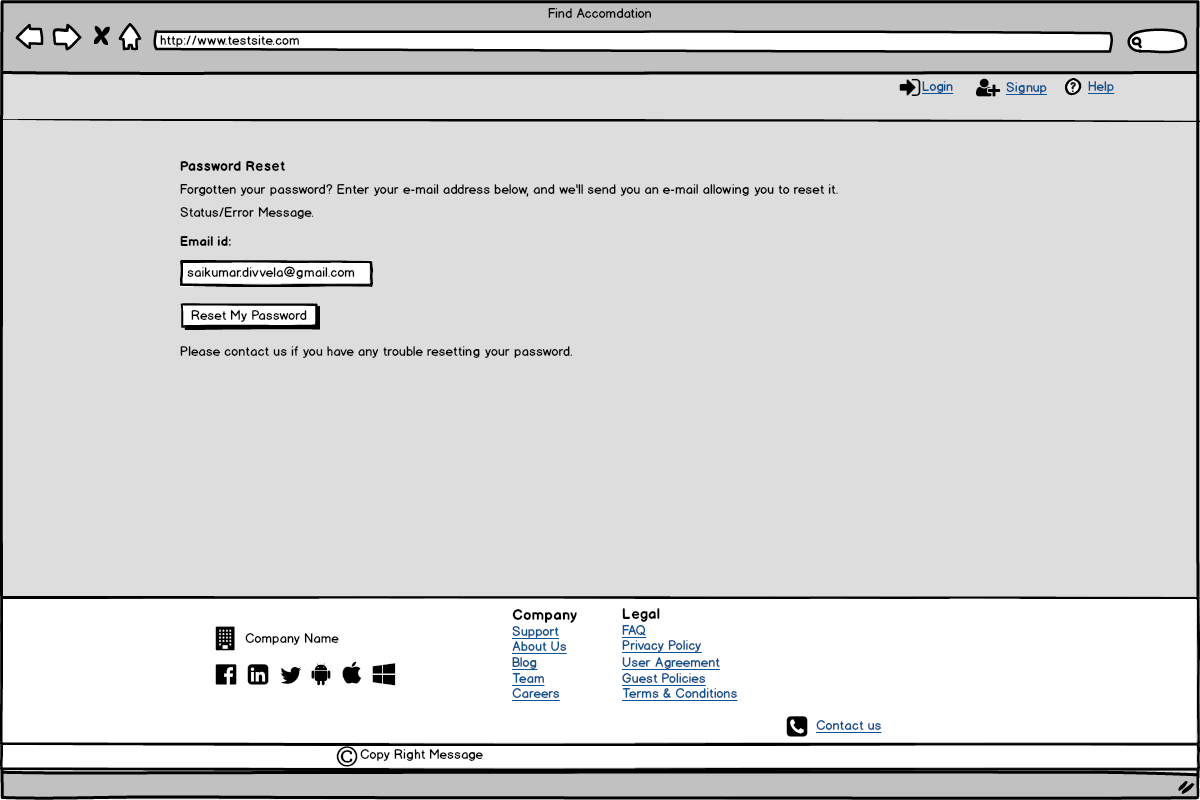 Find Accomdation
http://www.testsite.com
Login Signup Help
Password Reset
Forgotten your password? Enter your e-mail address below, and we'll send you an e-mail allowing you to reset it.
Status/Error Message.
Email id:
saikumar.divvela@gmail.com
Reset My Password
Please contact us if you have any trouble resetting your password.
Company Name
Company
Support
About Us
Blog
Team
Careers
Legal
FAQ
Privacy Policy
User Agreement
Guest Policies
Terms & Conditions
Contact us
© Copy Right Message